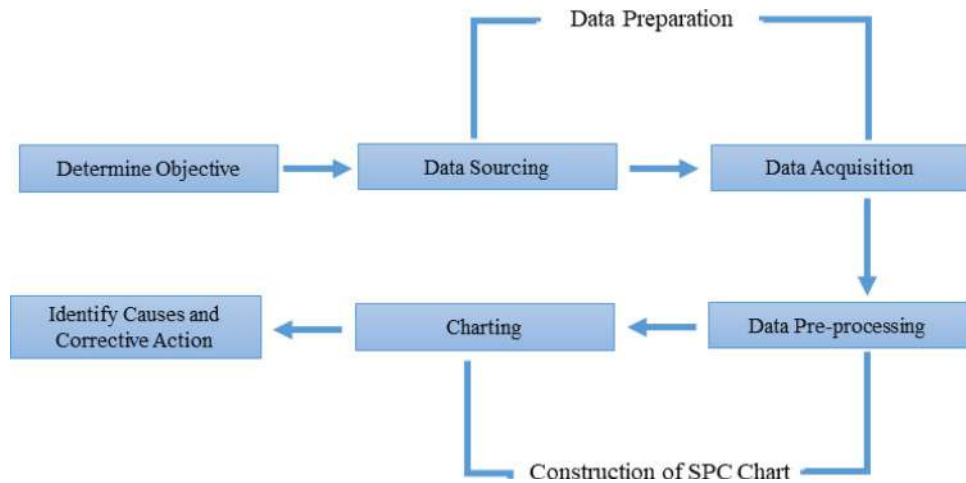 Data Preparation
Determine Objective
Data Sourcing
Data Acquisition
Identify Causes and
Corrective Action
Charting
Data Pre-processing
Construction of SPC Chart